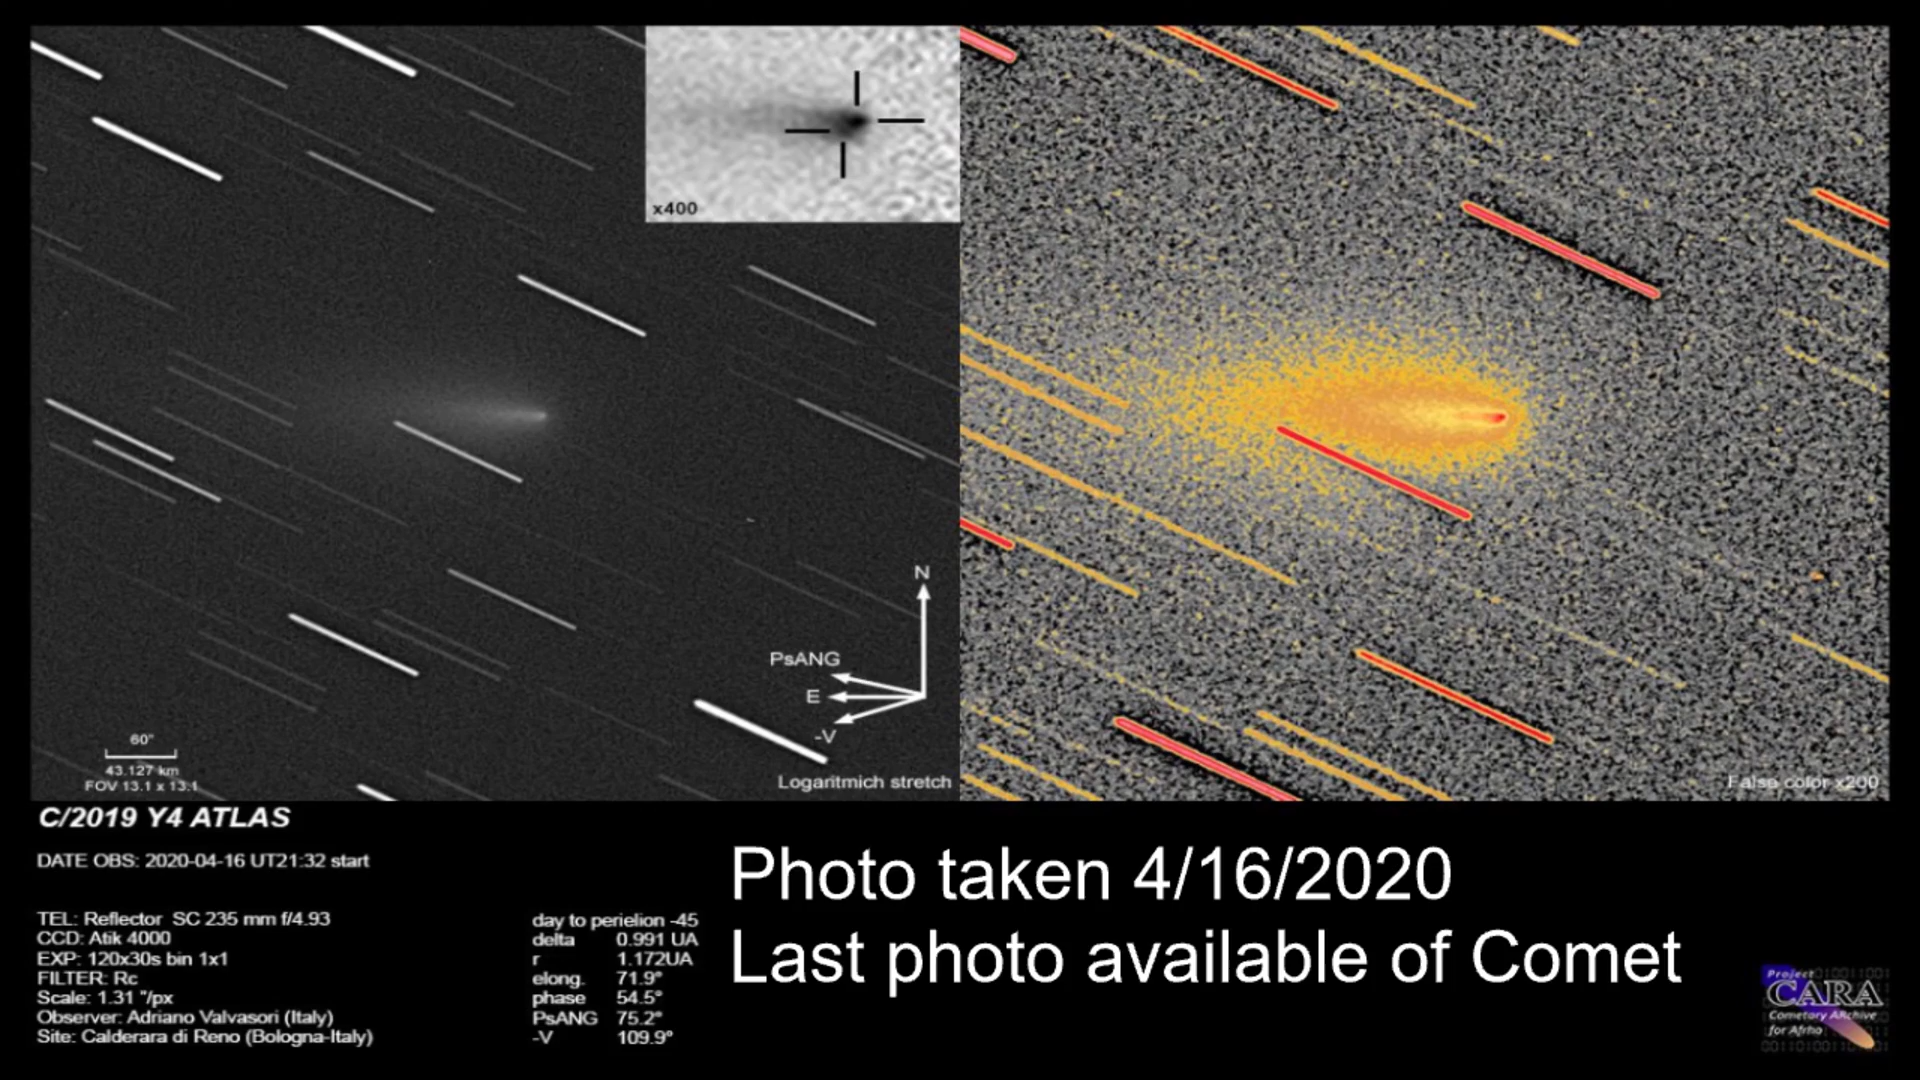 x400
N
PsANG
E
-V
60"
43.127 km
FOV 13.1 x 13.1
Logaritmich stretch
False color x200
C/2019 Y4 ATLAS
DATE OBS: 2020-04-16 UT21:32 start
TEL: Reflector SC 235 mm f/4.93
CCD: Atik 4000
EXP: 120x30s bin 1x1
FILTER: Rc
Scale: 1.31 "/px
Observer: Adriano Valvasori (Italy)
Site: Calderara di Reno (Bologna-Italy)
day to perielion -45
delta 0.991 UA
r 1.172UA
elong. 71.9°
phase 54.5°
PsANG 75.2°
-V 109.9°
Photo taken 4/16/2020
Last photo available of Comet
Project
CARA
Cometary ARchive
for Afrho